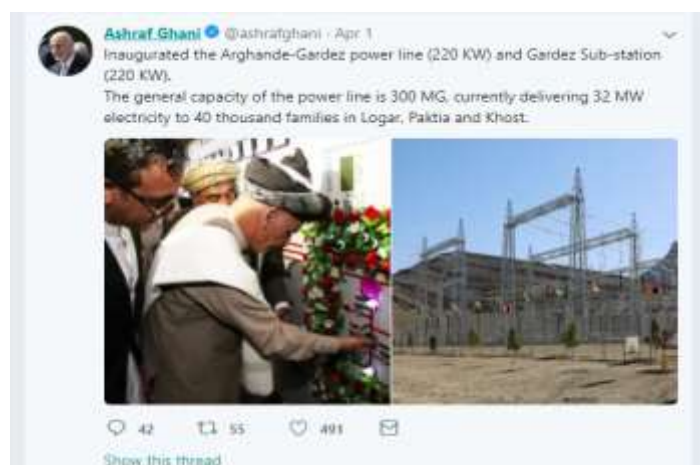 Ashraf Ghani @ashrafghani · Apr 1
Inaugurated the Arghande-Gardez power line (220 KW) and Gardez Sub-station
(220 KW).
The general capacity of the power line is 300 MG, currently delivering 32 MW
electricity to 40 thousand families in Logar, Paktia and Khost.
42 55 491
Show this thread